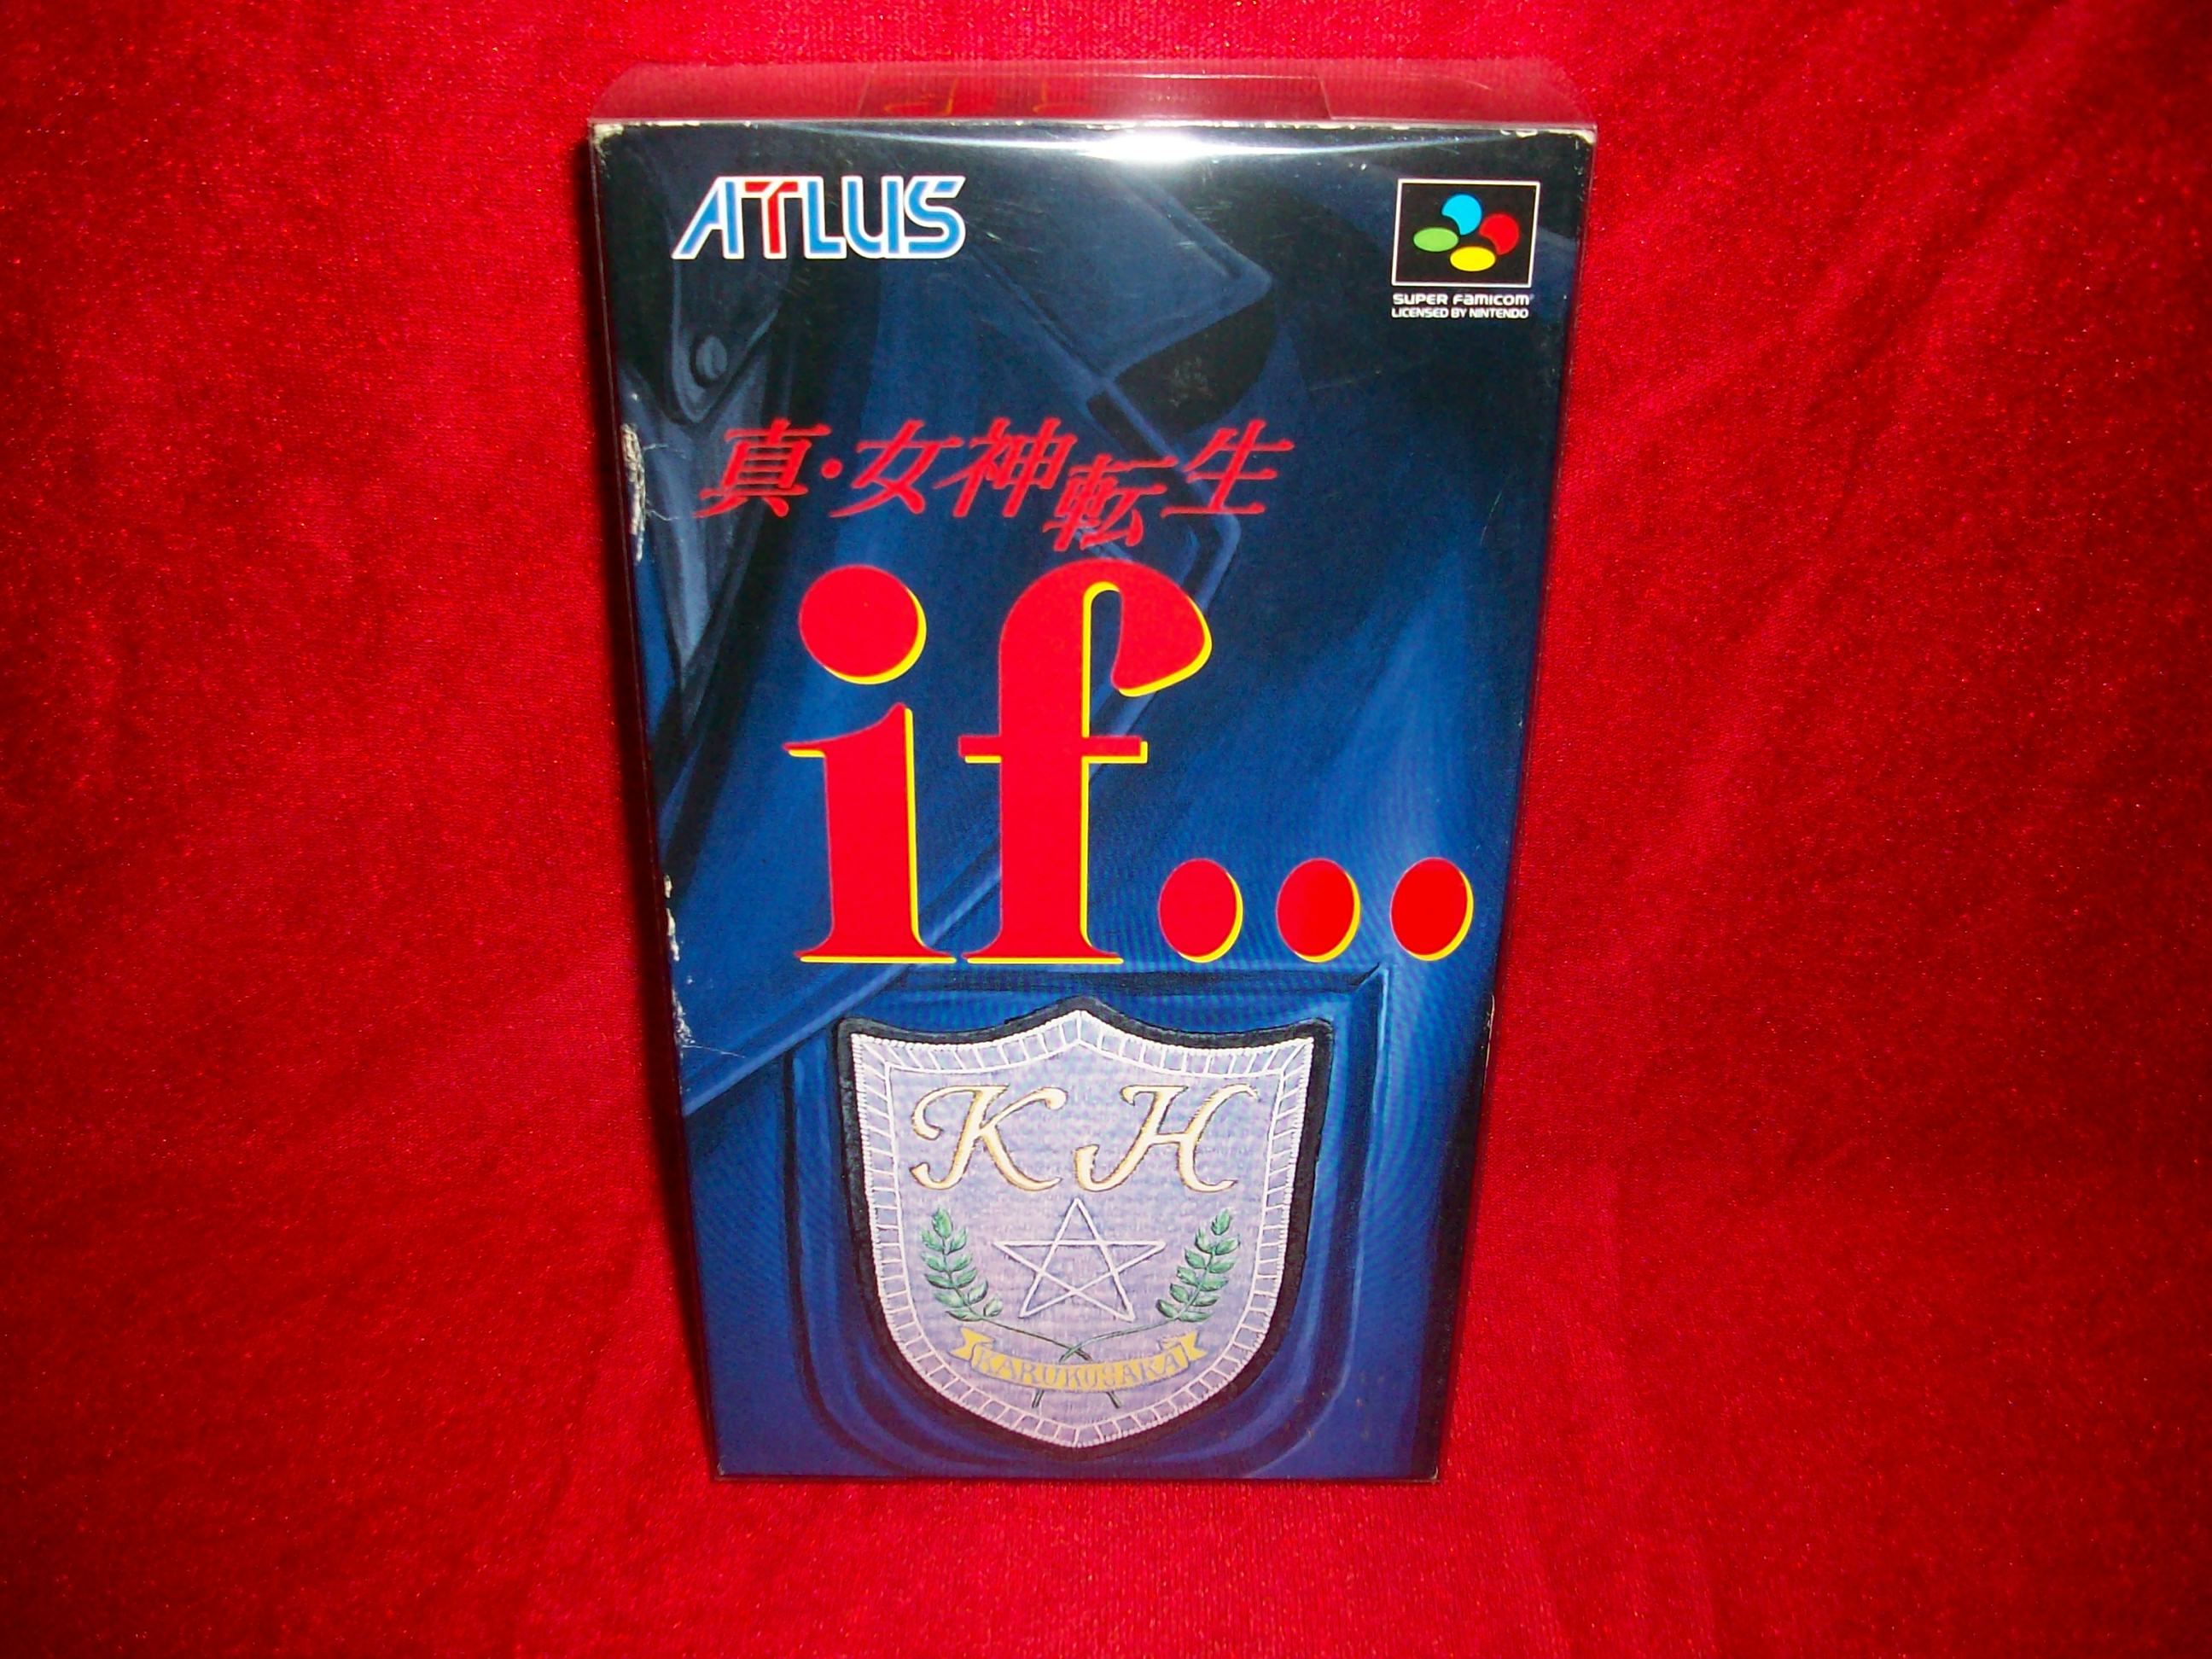 ATLUS
SUPER FAMICOM
LICENSED BY NINTENDO
真・女神転生
if...
KH
KARUKOZAKA